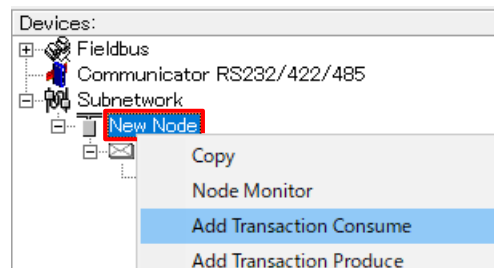 Devices:
Fieldbus
Communicator RS232/422/485
Subnetwork
New Node
Copy
Node Monitor
Add Transaction Consume
Add Transaction Produce